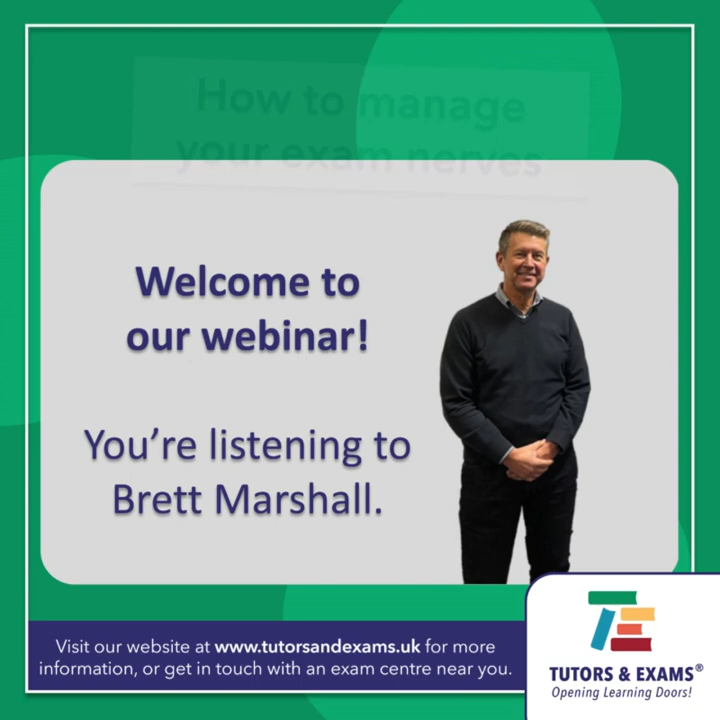 How to manage
your exam nerves
Welcome to
our webinar!
You’re listening to
Brett Marshall.
Visit our website at www.tutorsandexams.uk for more
information, or get in touch with an exam centre near you.
TE
TUTORS & EXAMS®
Opening Learning Doors!